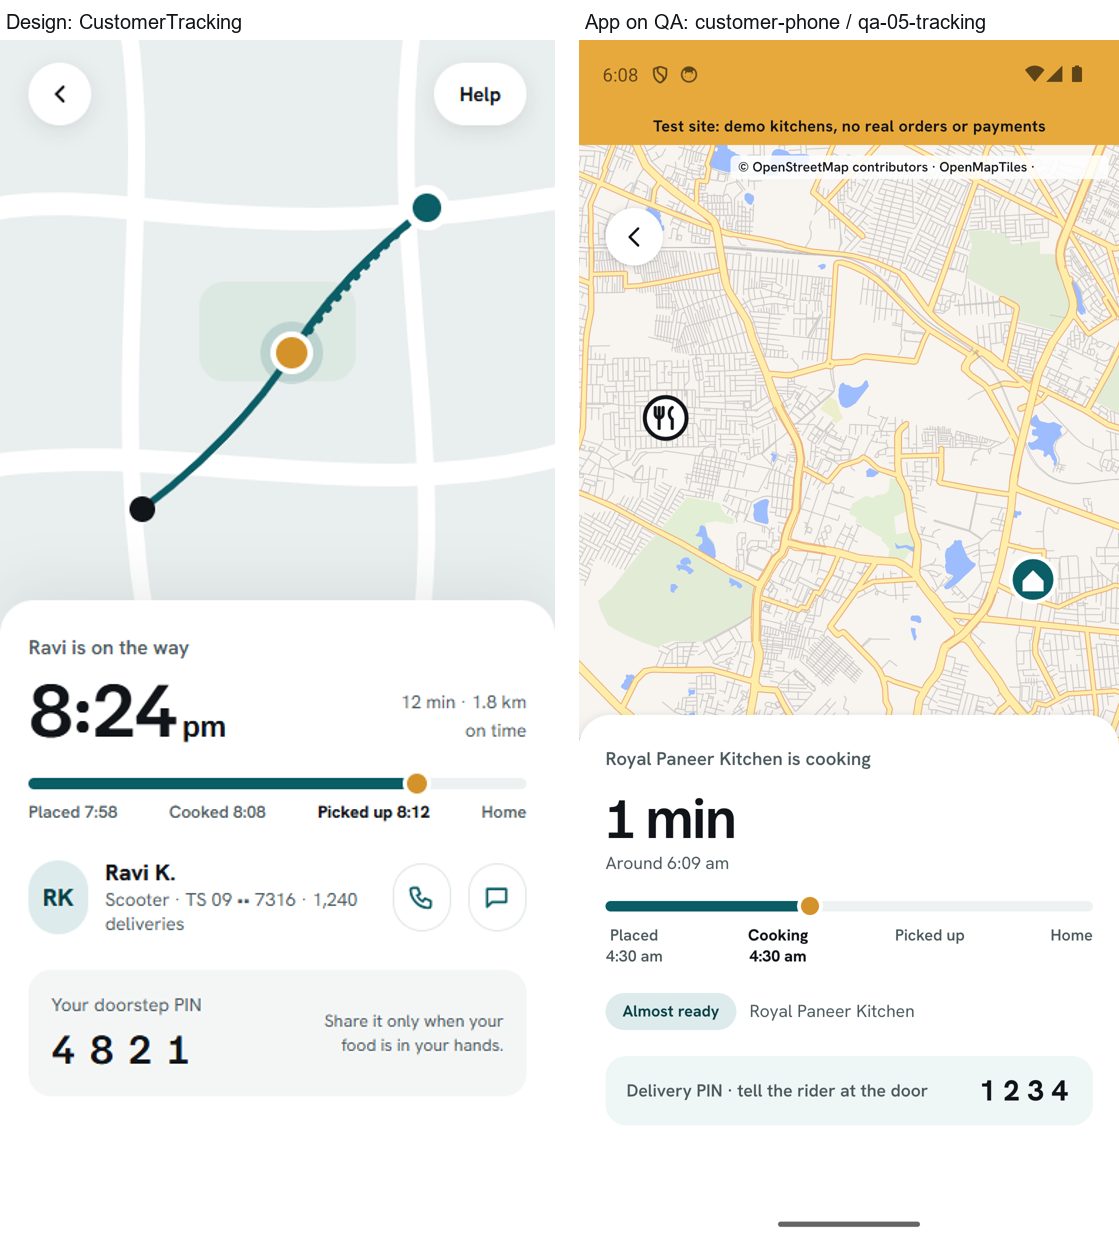 Design: CustomerTracking
Help
Ravi is on the way
8:24 pm
12 min · 1.8 km
on time
Placed 7:58
Cooked 8:08
Picked up 8:12
Home
RK
Ravi K.
Scooter · TS 09 •• 7316 · 1,240
deliveries
Your doorstep PIN
4 8 2 1
Share it only when your
food is in your hands.
App on QA: customer-phone / qa-05-tracking
6:08
Test site: demo kitchens, no real orders or payments
© OpenStreetMap contributors · OpenMapTiles ·
Royal Paneer Kitchen is cooking
1 min
Around 6:09 am
Placed
4:30 am
Cooking
4:30 am
Picked up
Home
Almost ready
Royal Paneer Kitchen
Delivery PIN · tell the rider at the door
1 2 3 4